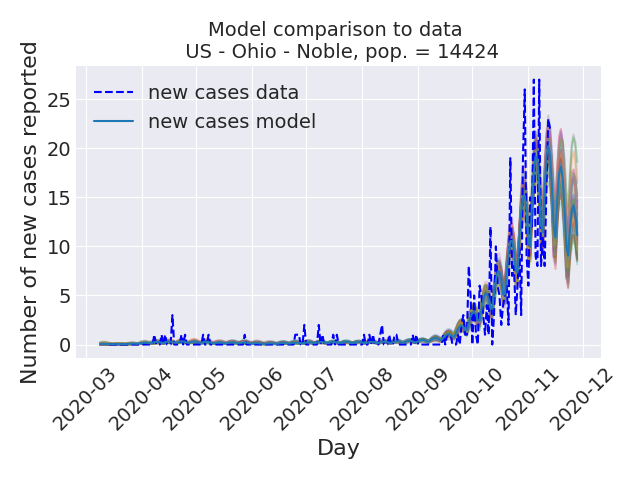 Model comparison to data
US - Ohio - Noble, pop. = 14424
Number of new cases reported
25
20
15
10
5
0
new cases data
new cases model
2020-03
2020-04
2020-05
2020-06
2020-07
2020-08
2020-09
2020-10
2020-11
2020-12
Day